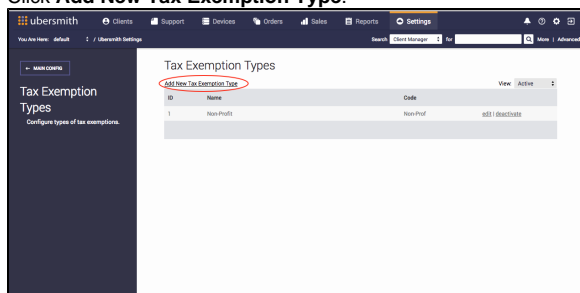 Click Add New Tax Exemption Type.
ubersmith Clients Support Devices Orders Sales Reports Settings
You Are Here: default / Ubersmith Settings Search Client Manager for More | Advanced
← MAIN CONFIG
Tax Exemption Types
Configure types of tax exemptions.
Tax Exemption Types
Add New Tax Exemption Type View Active
ID Name Code
1 Non-Profit Non-Prof edit | deactivate